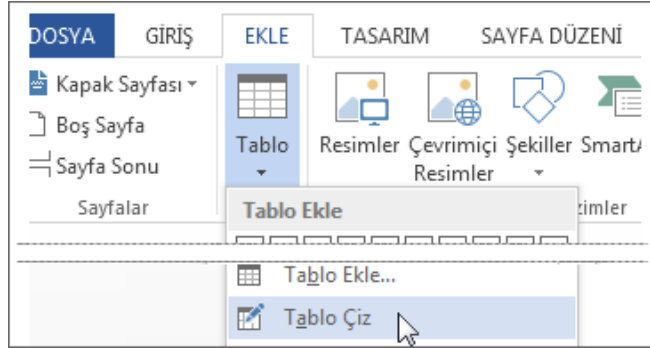 DOSYA GİRİŞ EKLE TASARIM SAYFA DÜZENİ
Kapak Sayfası
Boş Sayfa
Sayfa Sonu
Sayfalar
Tablo
Resimler
Çevrimiçi
Resimler
Şekiller
Tablo Ekle
Tablo Ekle...
Tablo Çiz